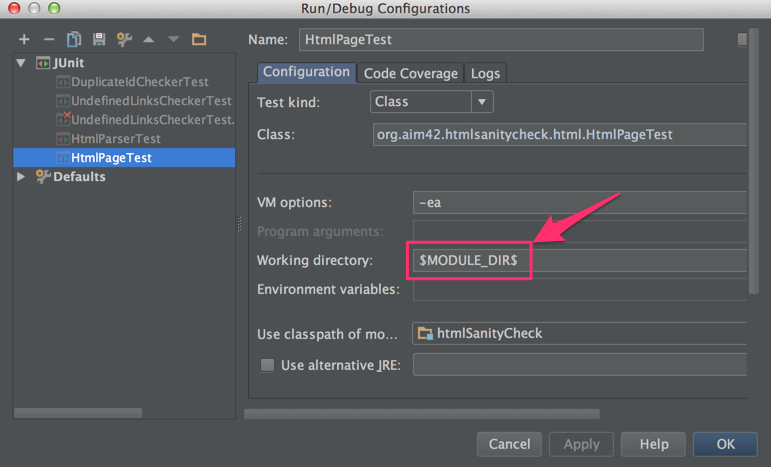 Run/Debug Configurations
Name: HtmlPageTest
JUnit
DuplicateIdCheckerTest
UndefinedLinksCheckerTest
UndefinedLinksCheckerTest.
HtmlParserTest
HtmlPageTest
Defaults
Configuration Code Coverage Logs
Test kind: Class
Class: org.aim42.htmlsanitycheck.html.HtmlPageTest
VM options: -ea
Program arguments:
Working directory: $MODULE_DIR$
Environment variables:
Use classpath of mo... htmlSanityCheck
Use alternative JRE:
Cancel Apply Help OK